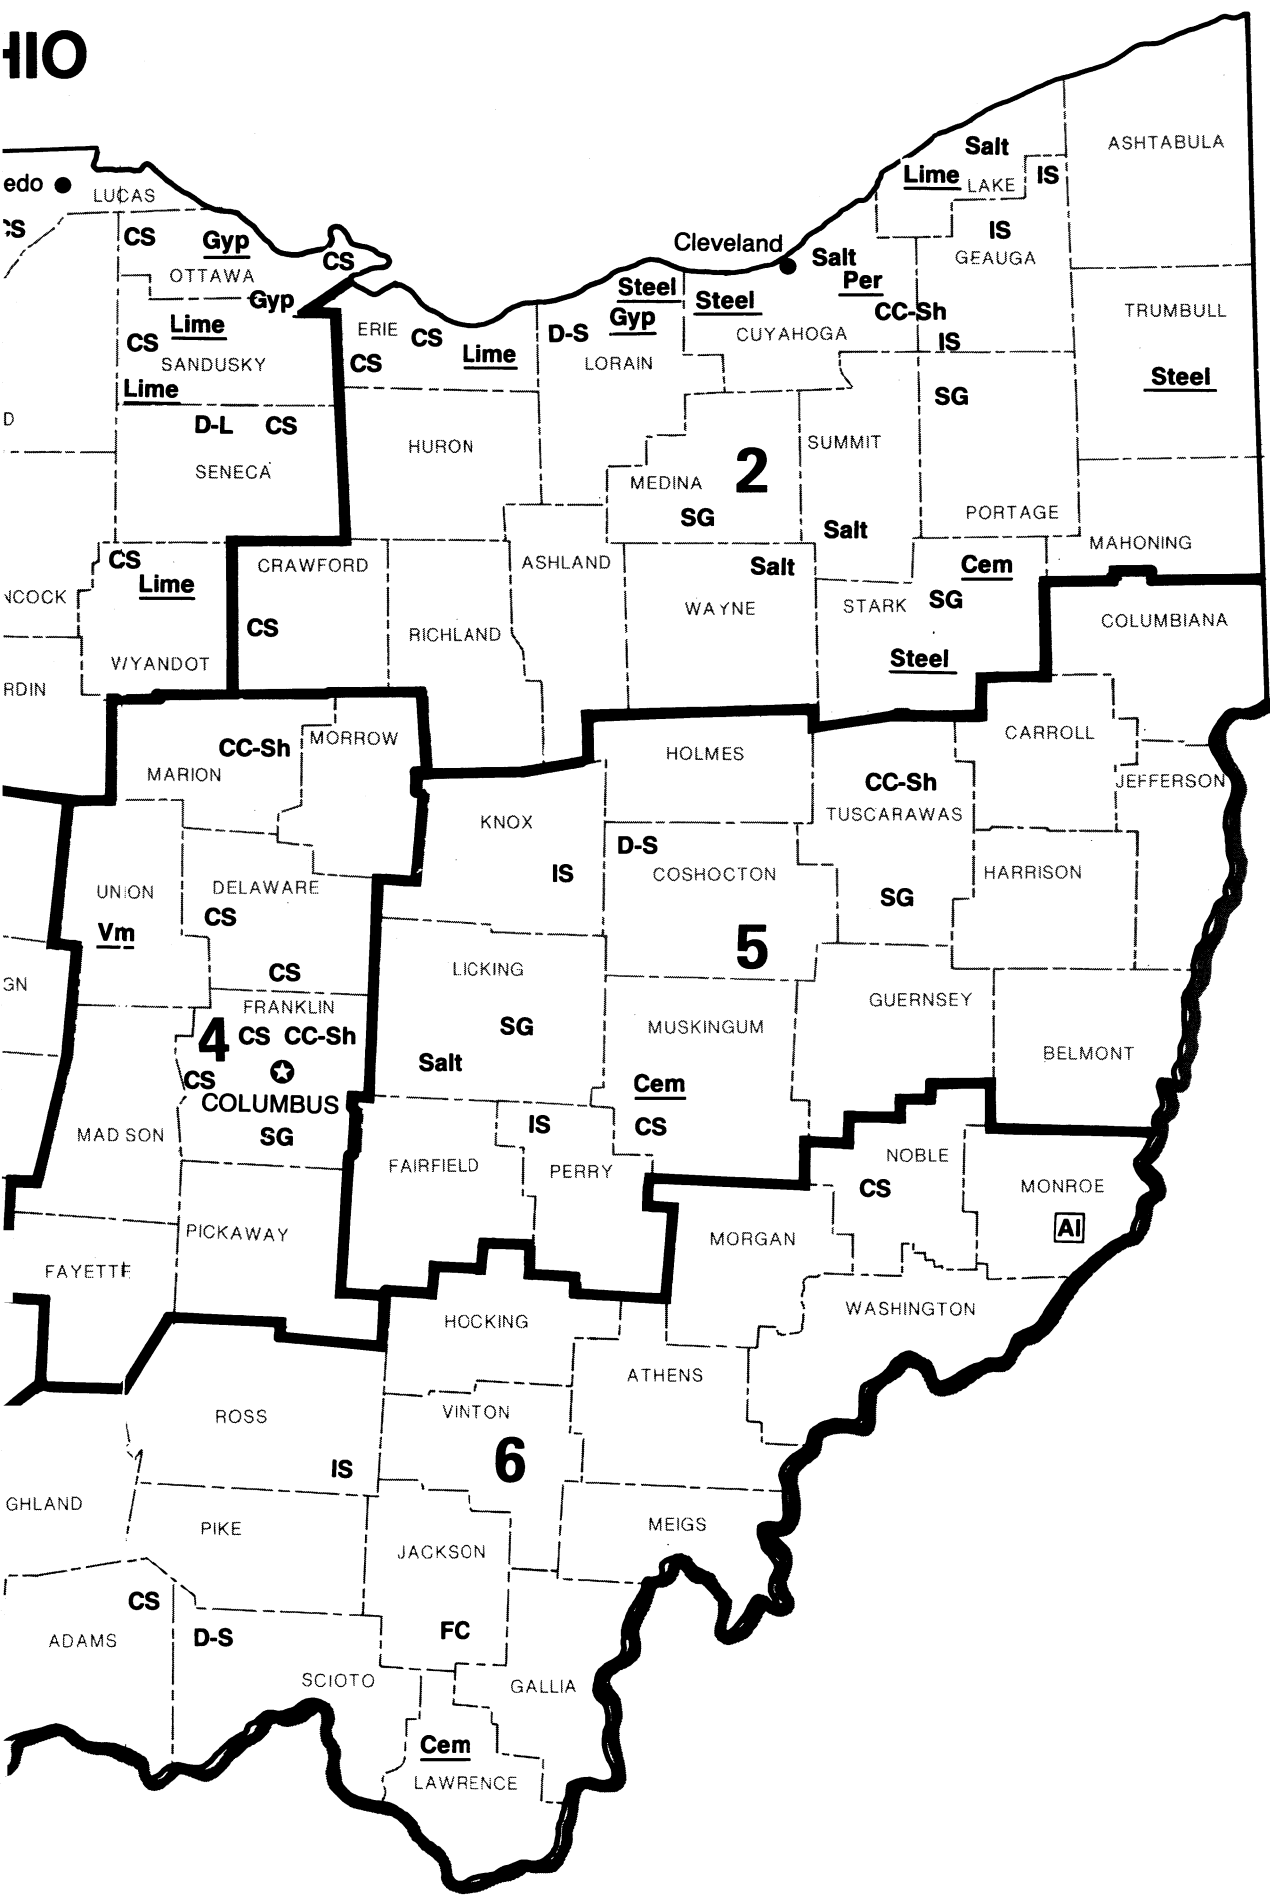 HIO
ASHTABULA
Salt
Lime
LAKE
IS
edo
LUCAS
CS
CS
Gyp
IS
GEAUGA
Cleveland
Salt
CS
OTTAWA
Steel
Per
Gyp
Steel
CC-Sh
TRUMBULL
Lime
ERIE
CS
D-S
Gyp
CUYAHOGA
IS
CS
SANDUSKY
CS
Lime
LORAIN
Steel
Lime
SG
D
D-L
CS
HURON
SUMMIT
SENECA
2
MEDINA
SG
PORTAGE
Salt
MAHONING
CS
CRAWFORD
ASHLAND
Salt
Cem
Lime
NCOCK
WAYNE
STARK
SG
COLUMBIANA
CS
RICHLAND
WYANDOT
Steel
RDIN
CARROLL
MORROW
CC-Sh
HOLMES
MARION
CC-Sh
JEFFERSON
TUSCARAWAS
KNOX
D-S
IS
COSHOCTON
HARRISON
UNION
DELAWARE
CS
SG
Vm
5
CS
LICKING
GN
FRANKLIN
GUERNSEY
4
CS
CC-Sh
SG
MUSKINGUM
BELMONT
Salt
CS
Cem
COLUMBUS
IS
CS
MAD SON
SG
NOBLE
FAIRFIELD
PERRY
CS
MONROE
Al
PICKAWAY
MORGAN
FAYETTE
WASHINGTON
HOCKING
ATHENS
ROSS
VINTON
6
IS
GHLAND
PIKE
MEIGS
JACKSON
CS
D-S
FC
ADAMS
SCIOTO
GALLIA
Cem
LAWRENCE